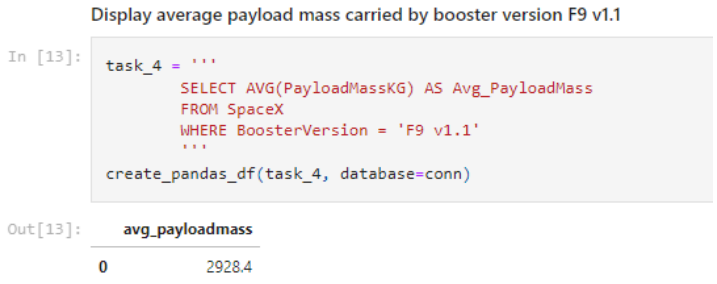 Display average payload mass carried by booster version F9 v1.1
In [13]: task_4 = '''
SELECT AVG(PayloadMassKG) AS Avg_PayloadMass
FROM SpaceX
WHERE BoosterVersion = 'F9 v1.1'
'''
create_pandas_df(task_4, database=conn)
Out[13]: avg_payloadmass
0 2928.4